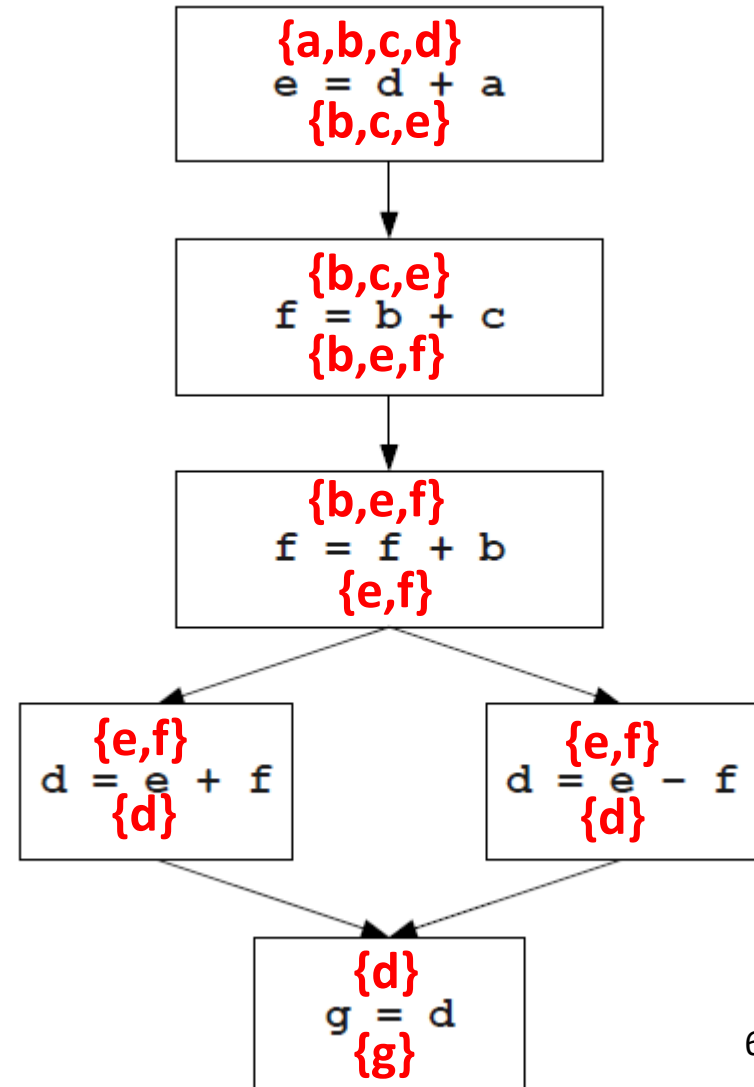 {a,b,c,d}
e = d + a
{b,c,e}
{b,c,e}
f = b + c
{b,e,f}
{b,e,f}
f = f + b
{e,f}
{e,f}
d = e + f
{d}
{e,f}
d = e - f
{d}
{d}
g = d
{g}